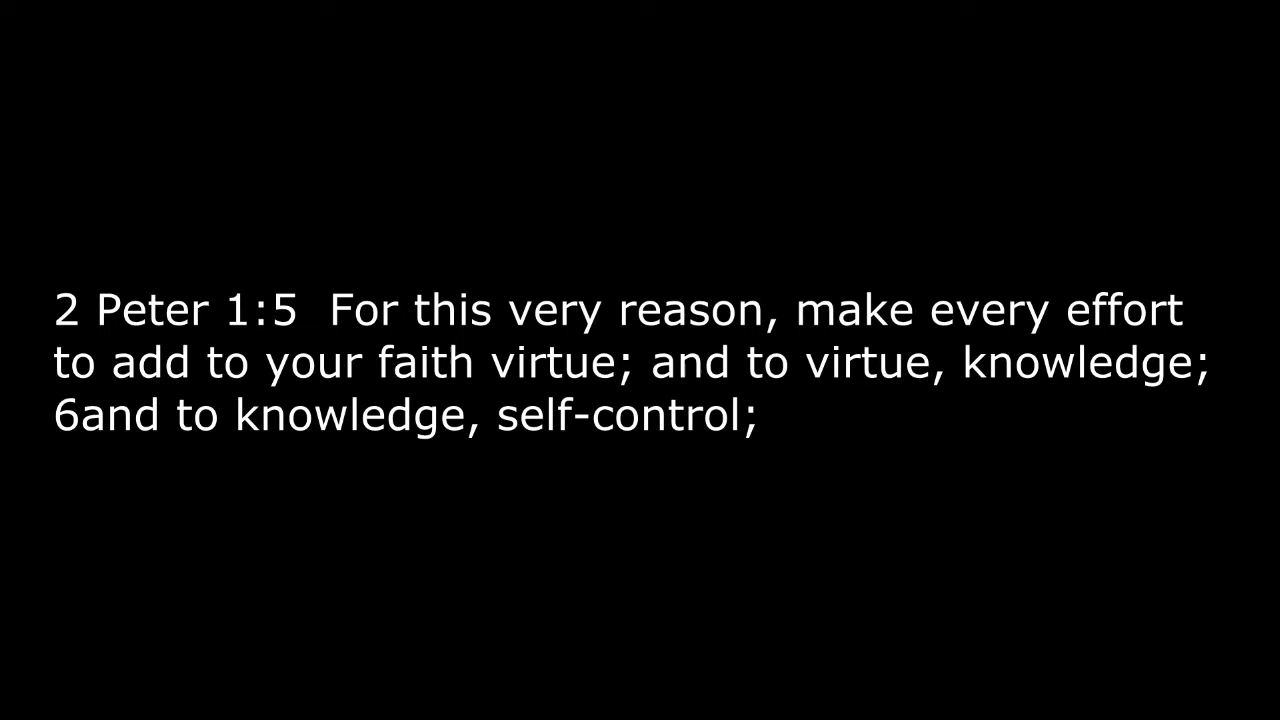 2 Peter 1:5  For this very reason, make every effort
to add to your faith virtue; and to virtue, knowledge;
6and to knowledge, self-control;